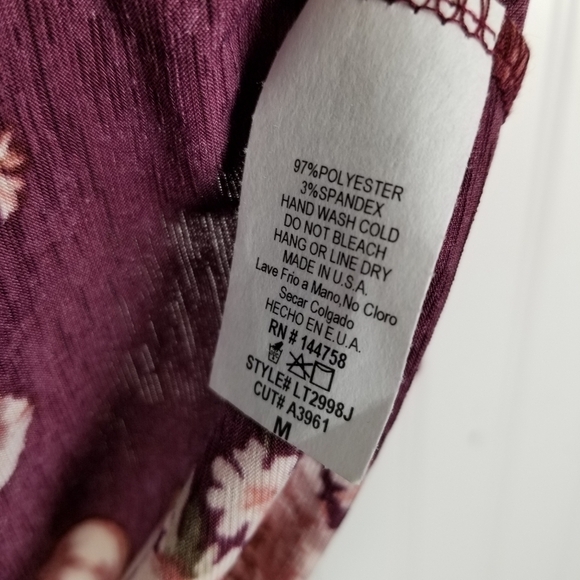 97%POLYESTER
3%SPANDEX
HAND WASH COLD
DO NOT BLEACH
HANG OR LINE DRY
MADE IN U.S.A.
Lave Frio a Mano,No Cloro
Secar Colgado
HECHO EN E.U.A.
RN # 144758
STYLE# LT2998J
CUT# A3961
M